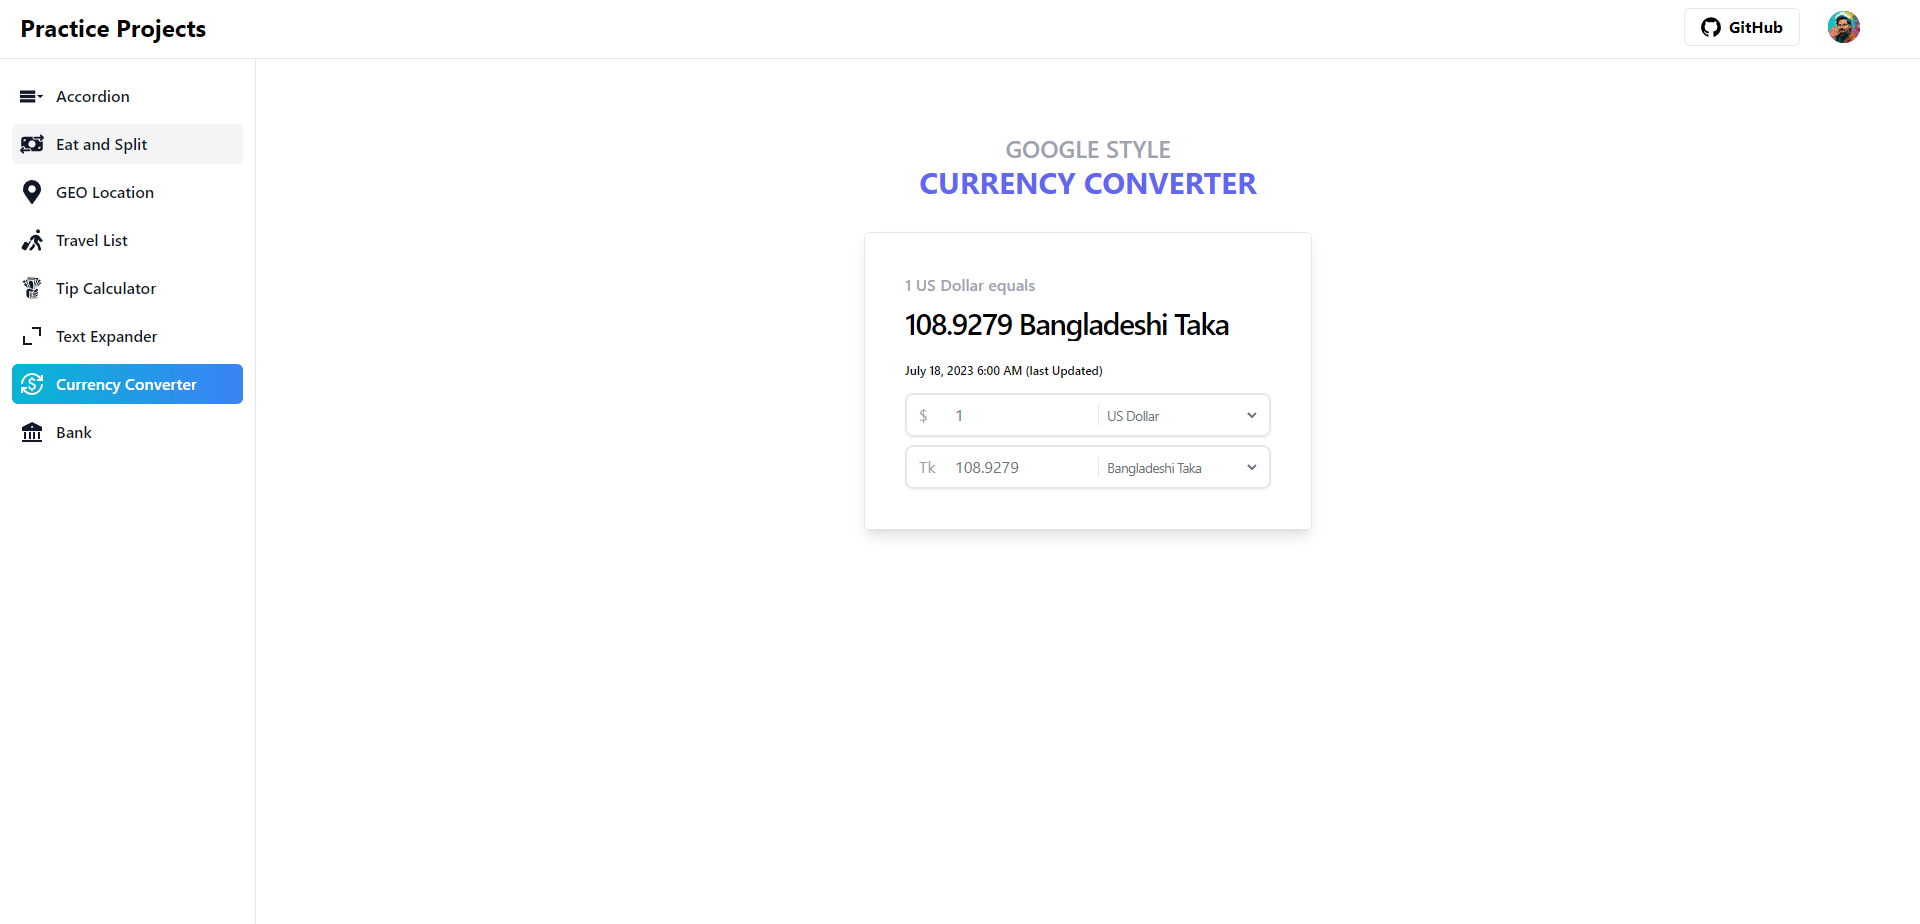 Practice Projects
GitHub
Accordion
Eat and Split
GEO Location
Travel List
Tip Calculator
Text Expander
Currency Converter
Bank
GOOGLE STYLE
CURRENCY CONVERTER
1 US Dollar equals
108.9279 Bangladeshi Taka
July 18, 2023 6:00 AM (last Updated)
$ 1 US Dollar
Tk 108.9279 Bangladeshi Taka